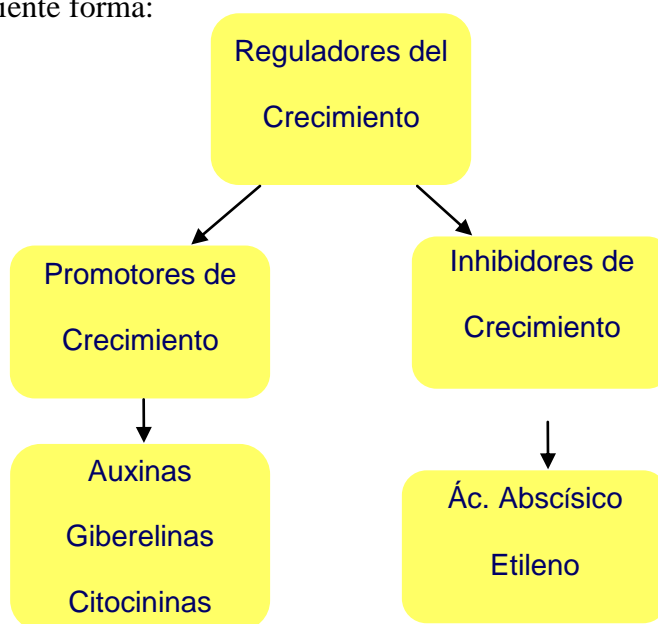 iente forma:
Reguladores del
Crecimiento
Promotores de
Crecimiento
Inhibidores de
Crecimiento
Auxinas
Giberelinas
Citocininas
Ác. Abscísico
Etileno